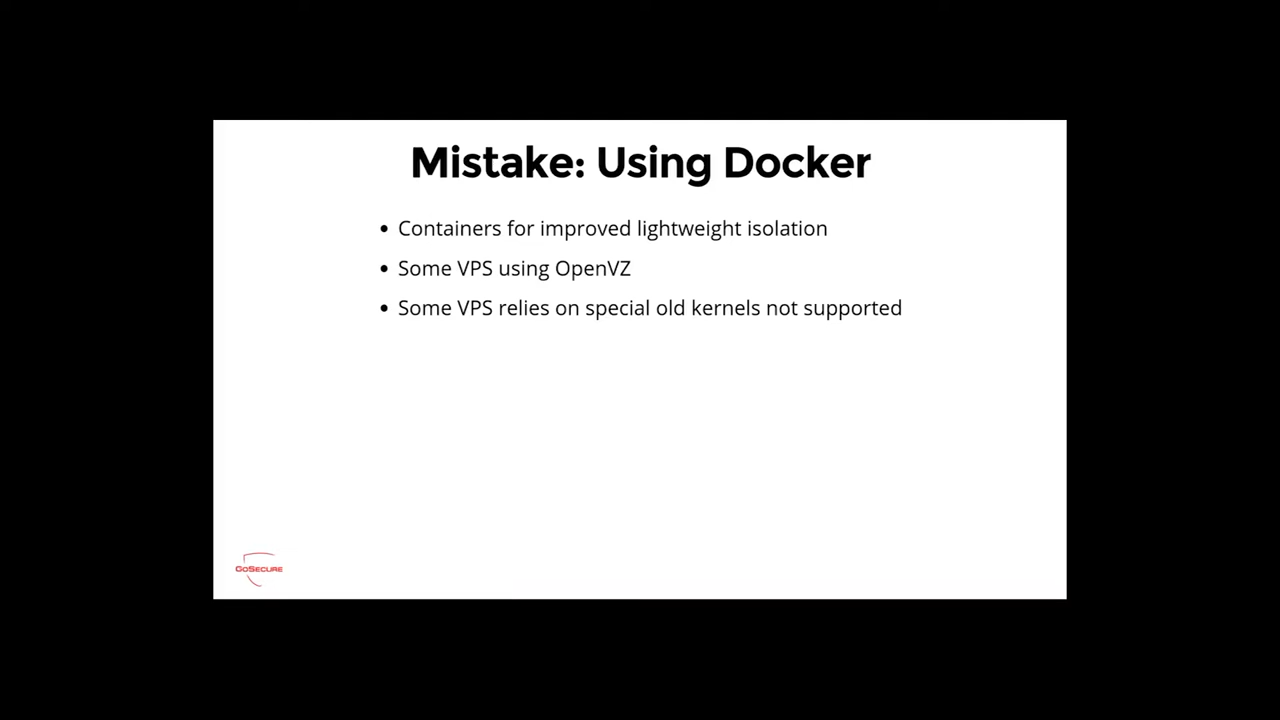 Mistake: Using Docker
• Containers for improved lightweight isolation
• Some VPS using OpenVZ
• Some VPS relies on special old kernels not supported
GoSecure